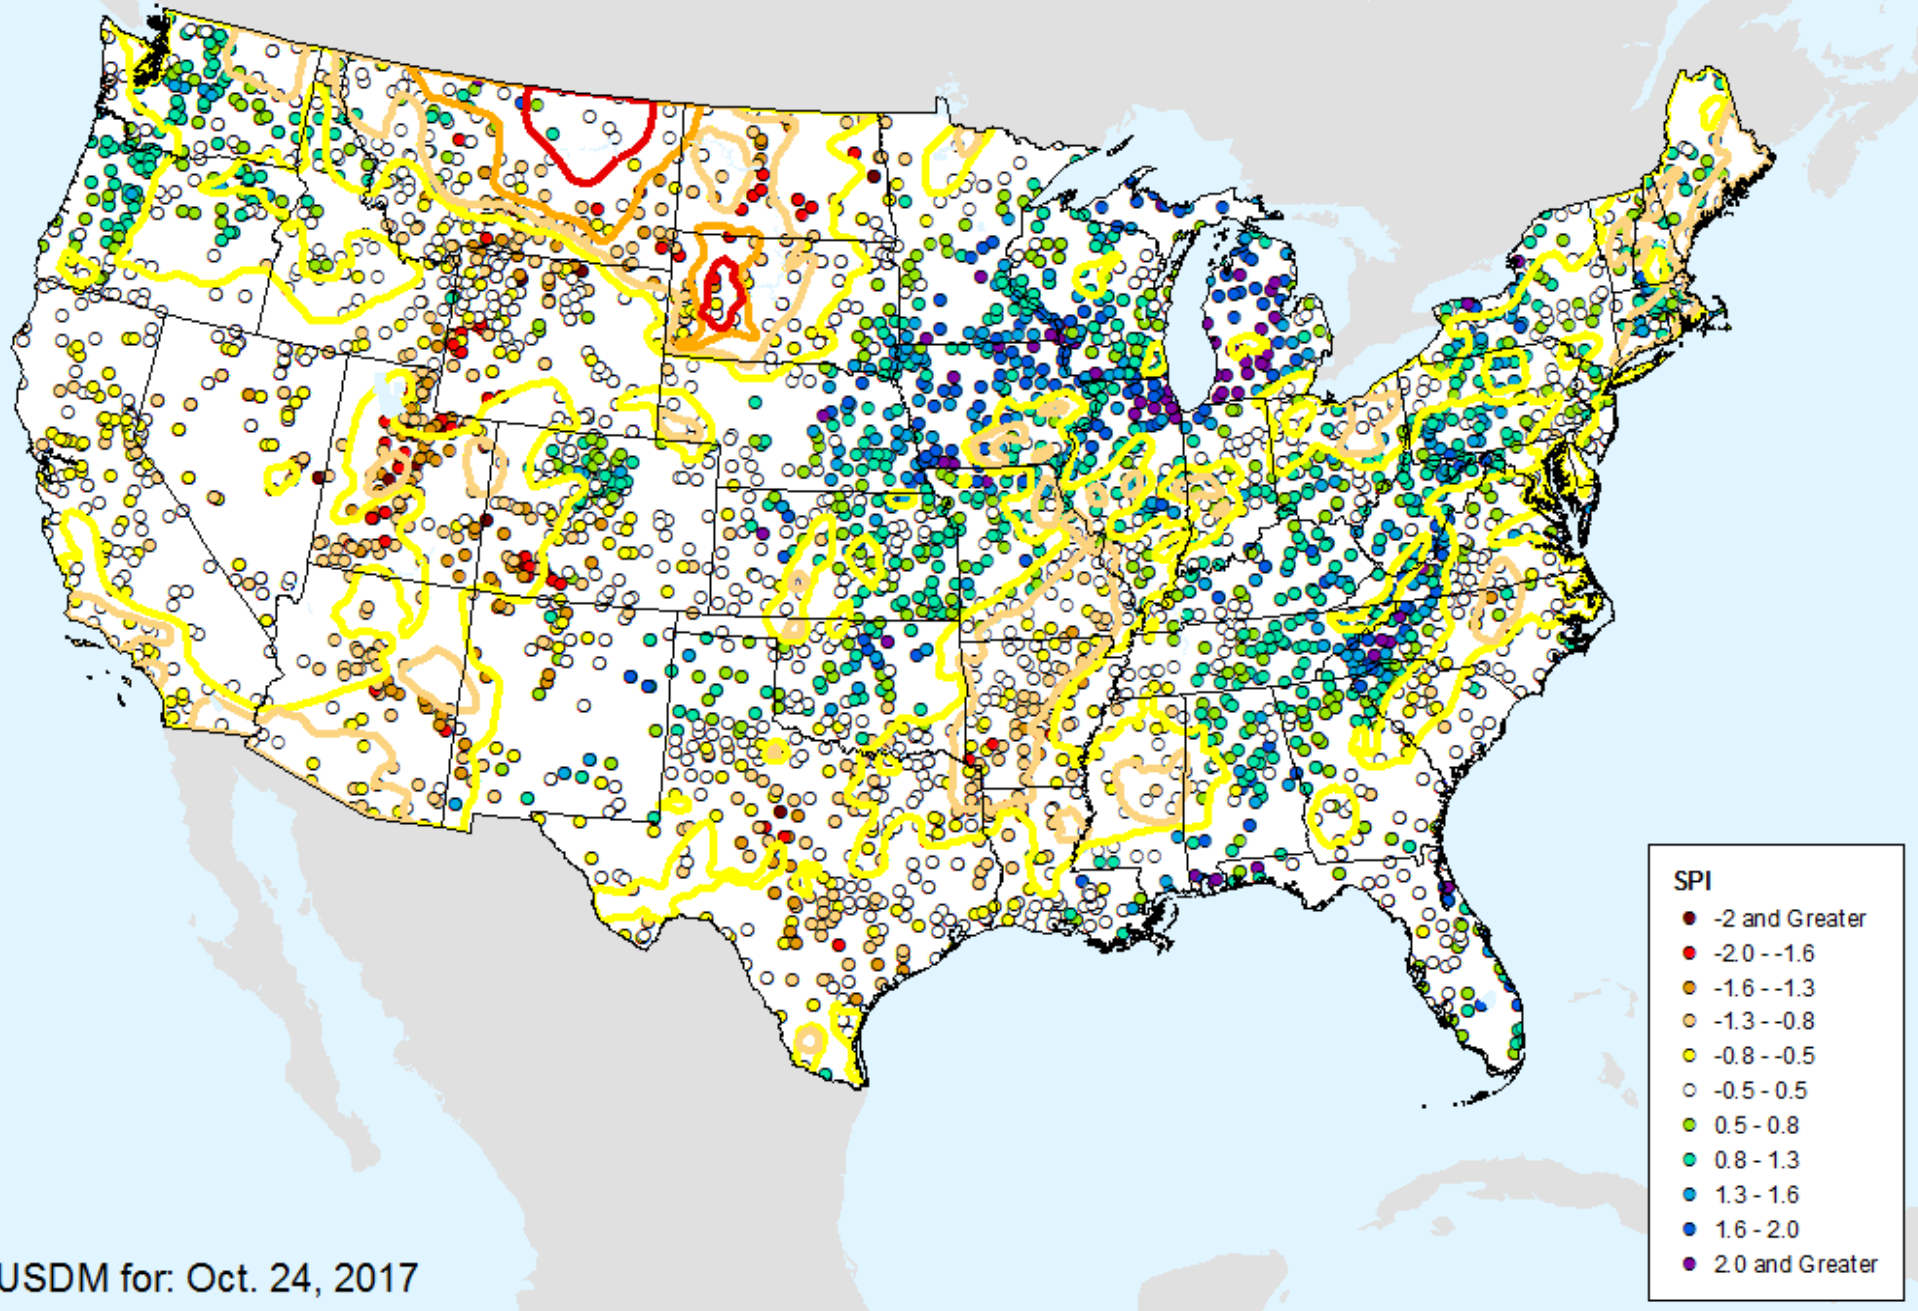 SPI
-2 and Greater
-2.0 - -1.6
-1.6 - -1.3
-1.3 - -0.8
-0.8 - -0.5
-0.5 - 0.5
0.5 - 0.8
0.8 - 1.3
1.3 - 1.6
1.6 - 2.0
2.0 and Greater
USDM for: Oct. 24, 2017